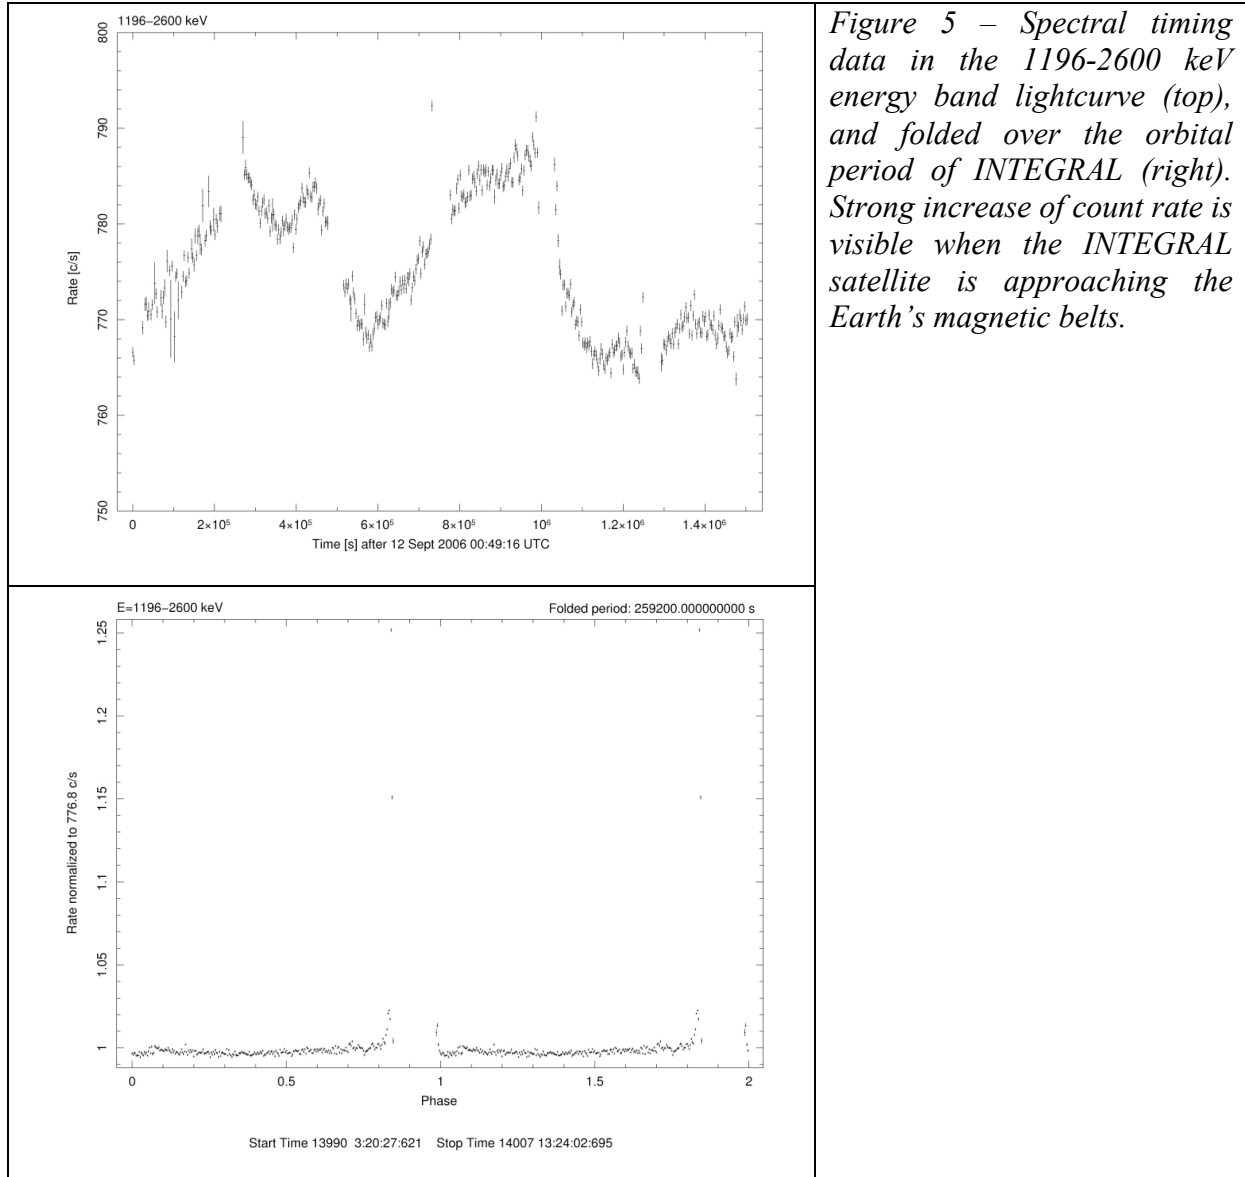 1196−2600 keV
800
790
780
770
760
750
Rate [c/s]
0 2×10⁵ 4×10⁵ 6×10⁵ 8×10⁵ 10⁶ 1.2×10⁶ 1.4×10⁶
Time [s] after 12 Sept 2006 00:49:16 UTC
Figure 5 – Spectral timing
data in the 1196-2600 keV
energy band lightcurve (top),
and folded over the orbital
period of INTEGRAL (right).
Strong increase of count rate is
visible when the INTEGRAL
satellite is approaching the
Earth’s magnetic belts.
E=1196−2600 keV Folded period: 259200.000000000 s
1.25
1.2
1.15
1.1
1.05
1
Rate normalized to 776.8 c/s
0 0.5 1 1.5 2
Phase
Start Time 13990 3:20:27:621 Stop Time 14007 13:24:02:695